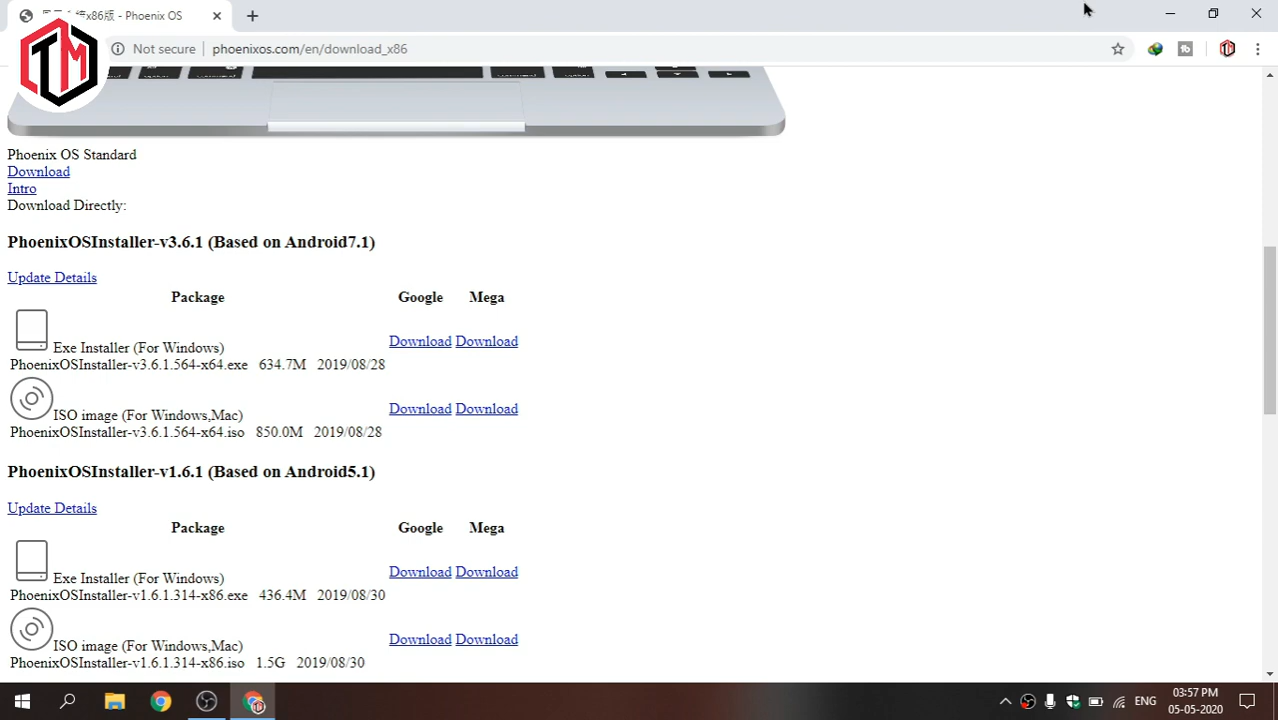 x86版 - Phoenix OS
TM
Not secure
phoenixos.com/en/download_x86
Phoenix OS Standard
Download
Intro
Download Directly:
PhoenixOSInstaller-v3.6.1 (Based on Android7.1)
Update Details
Package Google Mega
Exe Installer (For Windows) Download Download
PhoenixOSInstaller-v3.6.1.564-x64.exe 634.7M 2019/08/28
ISO image (For Windows,Mac) Download Download
PhoenixOSInstaller-v3.6.1.564-x64.iso 850.0M 2019/08/28
PhoenixOSInstaller-v1.6.1 (Based on Android5.1)
Update Details
Package Google Mega
Exe Installer (For Windows) Download Download
PhoenixOSInstaller-v1.6.1.314-x86.exe 436.4M 2019/08/30
ISO image (For Windows,Mac) Download Download
PhoenixOSInstaller-v1.6.1.314-x86.iso 1.5G 2019/08/30
ENG
03:57 PM
05-05-2020